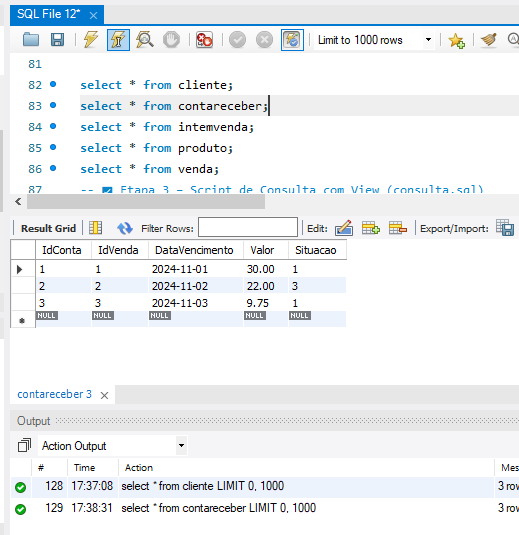 SQL File 12*
Limit to 1000 rows
81
82 select * from cliente;
83 select * from contareceber;
84 select * from intemvenda;
85 select * from produto;
86 select * from venda;
87 -- ✅ Etapa 3 – Script de Consulta com View (consulta.sql)
Result Grid Filter Rows: Edit: Export/Import:
IdConta IdVenda DataVencimento Valor Situacao
1 1 2024-11-01 30.00 1
2 2 2024-11-02 22.00 3
3 3 2024-11-03 9.75 1
NULL NULL NULL NULL NULL
contareceber 3
Output
Action Output
# Time Action Mes
128 17:37:08 select * from cliente LIMIT 0, 1000 3 row
129 17:38:31 select * from contareceber LIMIT 0, 1000 3 row